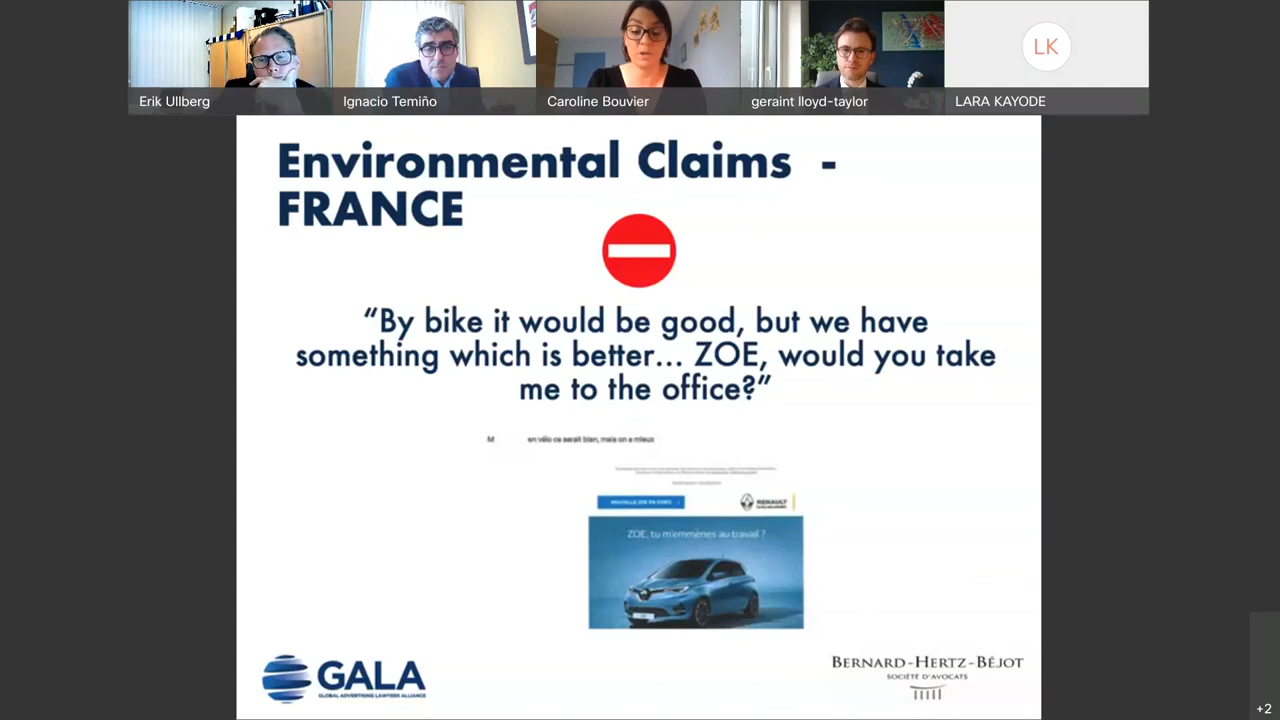 Erik Ullberg
Ignacio Temiño
Caroline Bouvier
geraint lloyd-taylor
LK
LARA KAYODE
Environmental Claims -
FRANCE
“By bike it would be good, but we have
something which is better... ZOE, would you take
me to the office?”
M en vélo ce serait bien, mais on a mieux
RENAULT
ZOE, tu m'emmènes au travail ?
GALA
GLOBAL ADVERTISING LAWYERS ALLIANCE
BERNARD-HERTZ-BÉJOT
SOCIÉTÉ D'AVOCATS
+2